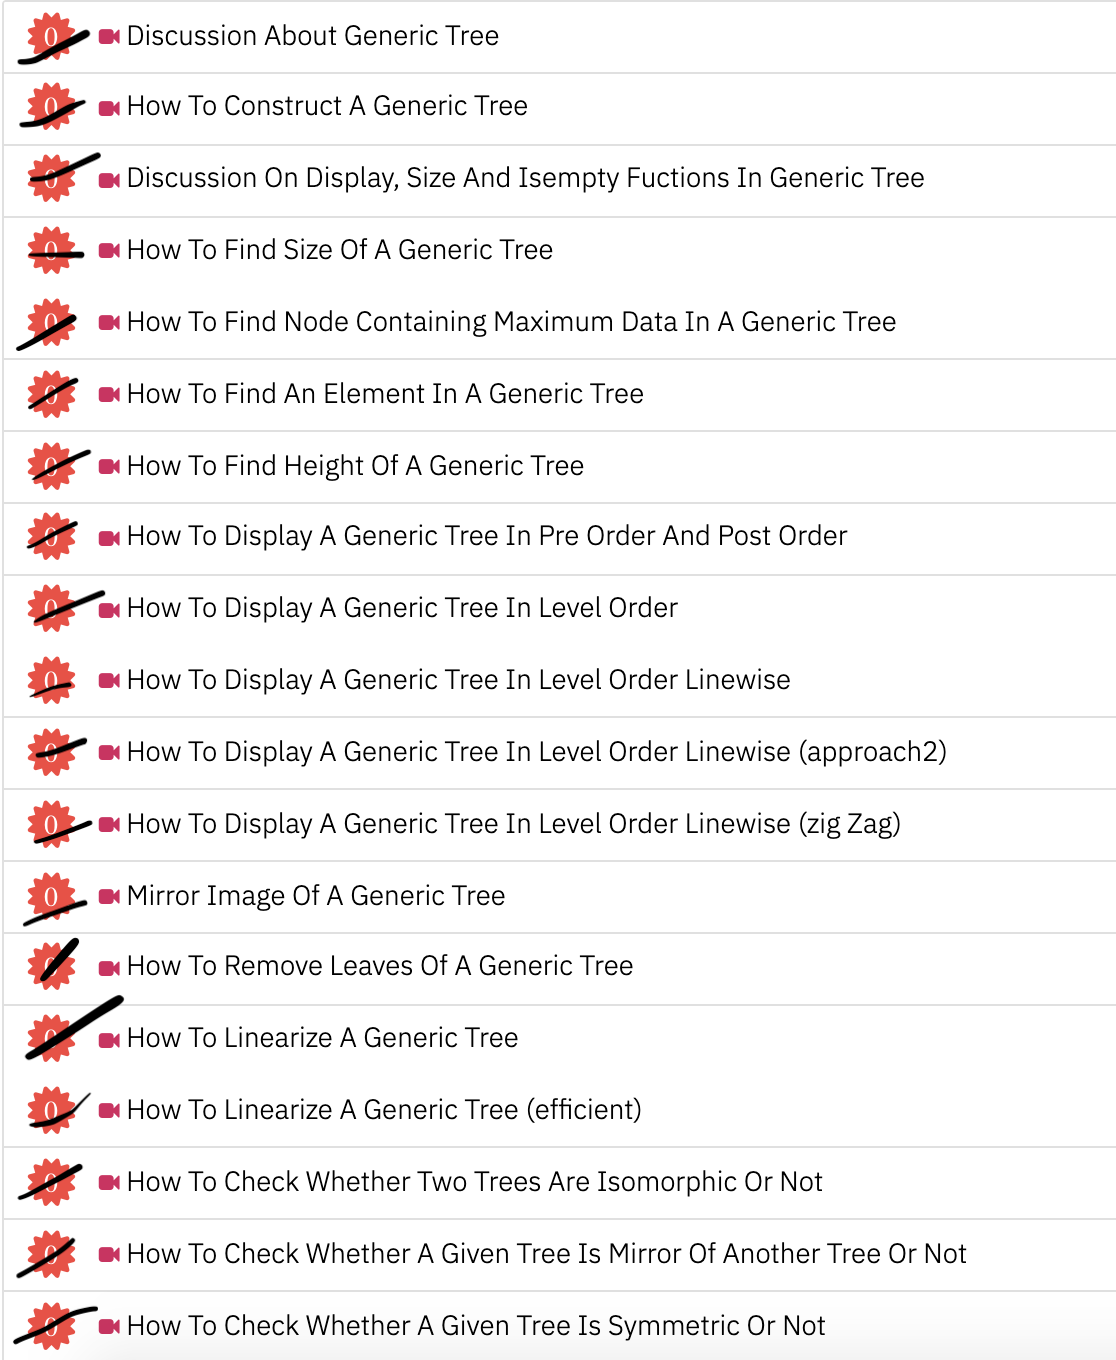 0 Discussion About Generic Tree
0 How To Construct A Generic Tree
0 Discussion On Display, Size And Isempty Fuctions In Generic Tree
0 How To Find Size Of A Generic Tree
0 How To Find Node Containing Maximum Data In A Generic Tree
0 How To Find An Element In A Generic Tree
0 How To Find Height Of A Generic Tree
0 How To Display A Generic Tree In Pre Order And Post Order
0 How To Display A Generic Tree In Level Order
0 How To Display A Generic Tree In Level Order Linewise
0 How To Display A Generic Tree In Level Order Linewise (approach2)
0 How To Display A Generic Tree In Level Order Linewise (zig Zag)
0 Mirror Image Of A Generic Tree
0 How To Remove Leaves Of A Generic Tree
0 How To Linearize A Generic Tree
0 How To Linearize A Generic Tree (efficient)
0 How To Check Whether Two Trees Are Isomorphic Or Not
0 How To Check Whether A Given Tree Is Mirror Of Another Tree Or Not
0 How To Check Whether A Given Tree Is Symmetric Or Not